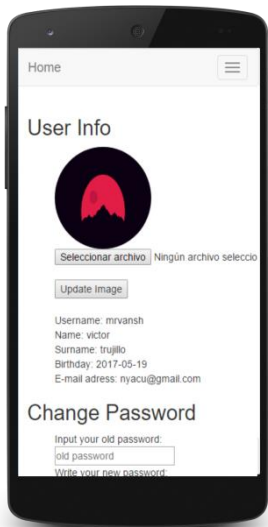 Home
User Info
Seleccionar archivo Ningún archivo seleccio
Update Image
Username: mrvansh
Name: victor
Surname: trujillo
Birthday: 2017-05-19
E-mail adress: nyacu@gmail.com
Change Password
Input your old password:
old password
Write your new password: